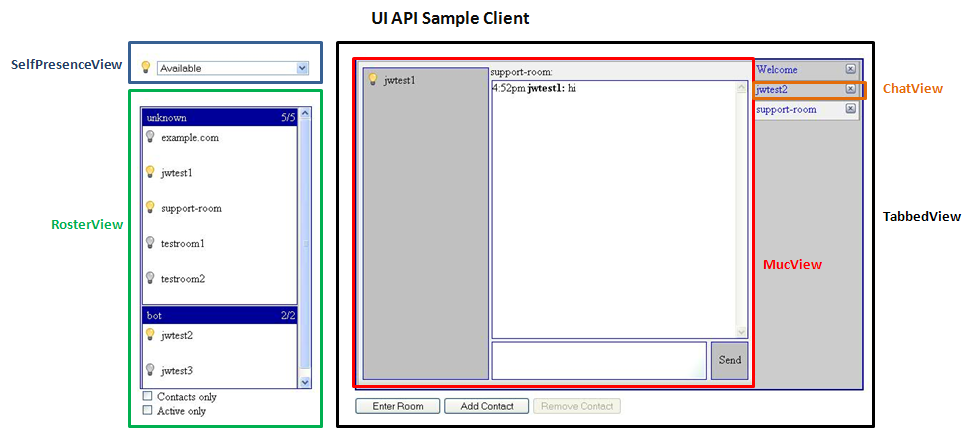 UI API Sample Client
SelfPresenceView
Available
RosterView
unknown 5/5
example.com
jwtest1
support-room
testroom1
testroom2
bot 2/2
jwtest2
jwtest3
Contacts only
Active only
jwtest1
support-room:
4:52pm jwtest1: hi
Send
Welcome
jwtest2
support-room
ChatView
TabbedView
MucView
Enter Room
Add Contact
Remove Contact